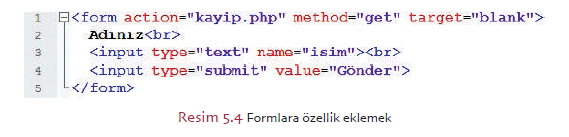 1 <form action="kayip.php" method="get" target="blank">
2 Adınız<br>
3 <input type="text" name="isim"><br>
4 <input type="submit" value="Gönder">
5 </form>
Resim 5.4 Formlara özellik eklemek